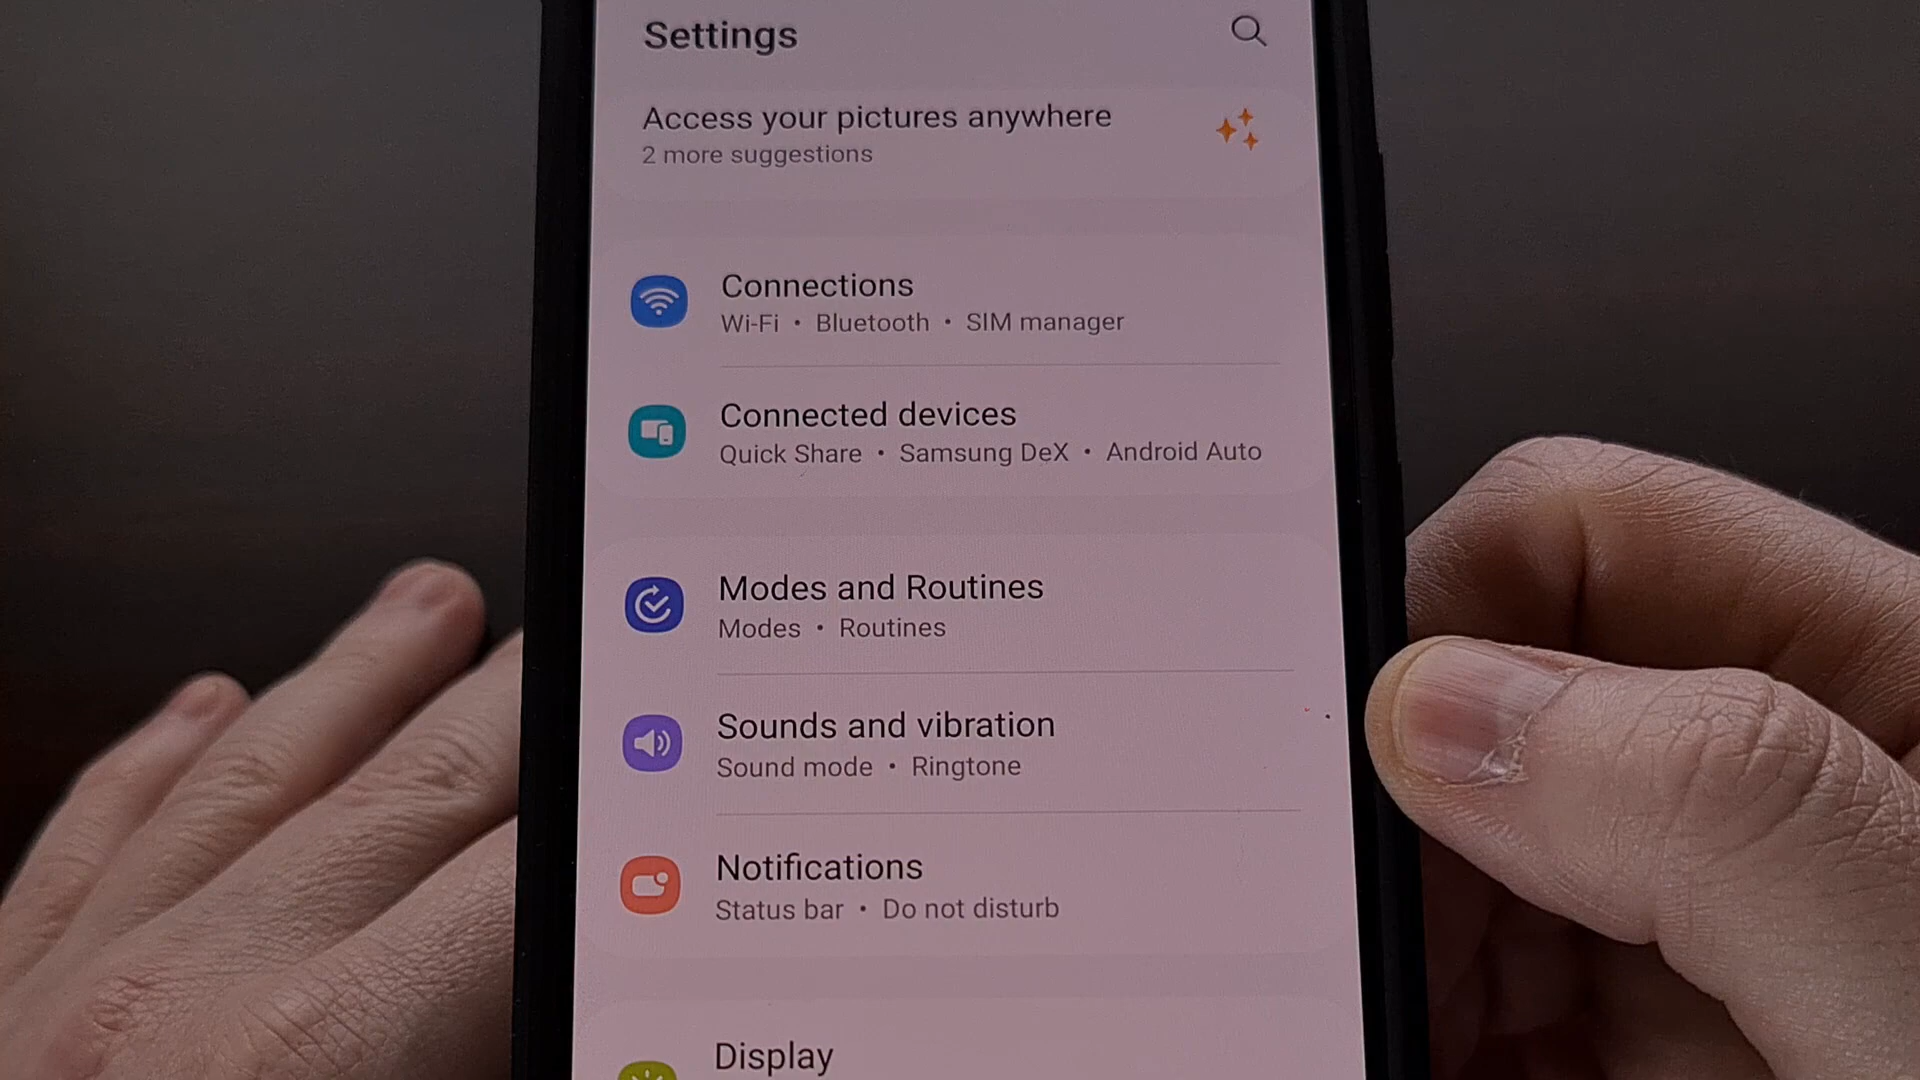 Settings
Access your pictures anywhere
2 more suggestions
Connections
Wi-Fi • Bluetooth • SIM manager
Connected devices
Quick Share • Samsung DeX • Android Auto
Modes and Routines
Modes • Routines
Sounds and vibration
Sound mode • Ringtone
Notifications
Status bar • Do not disturb
Display